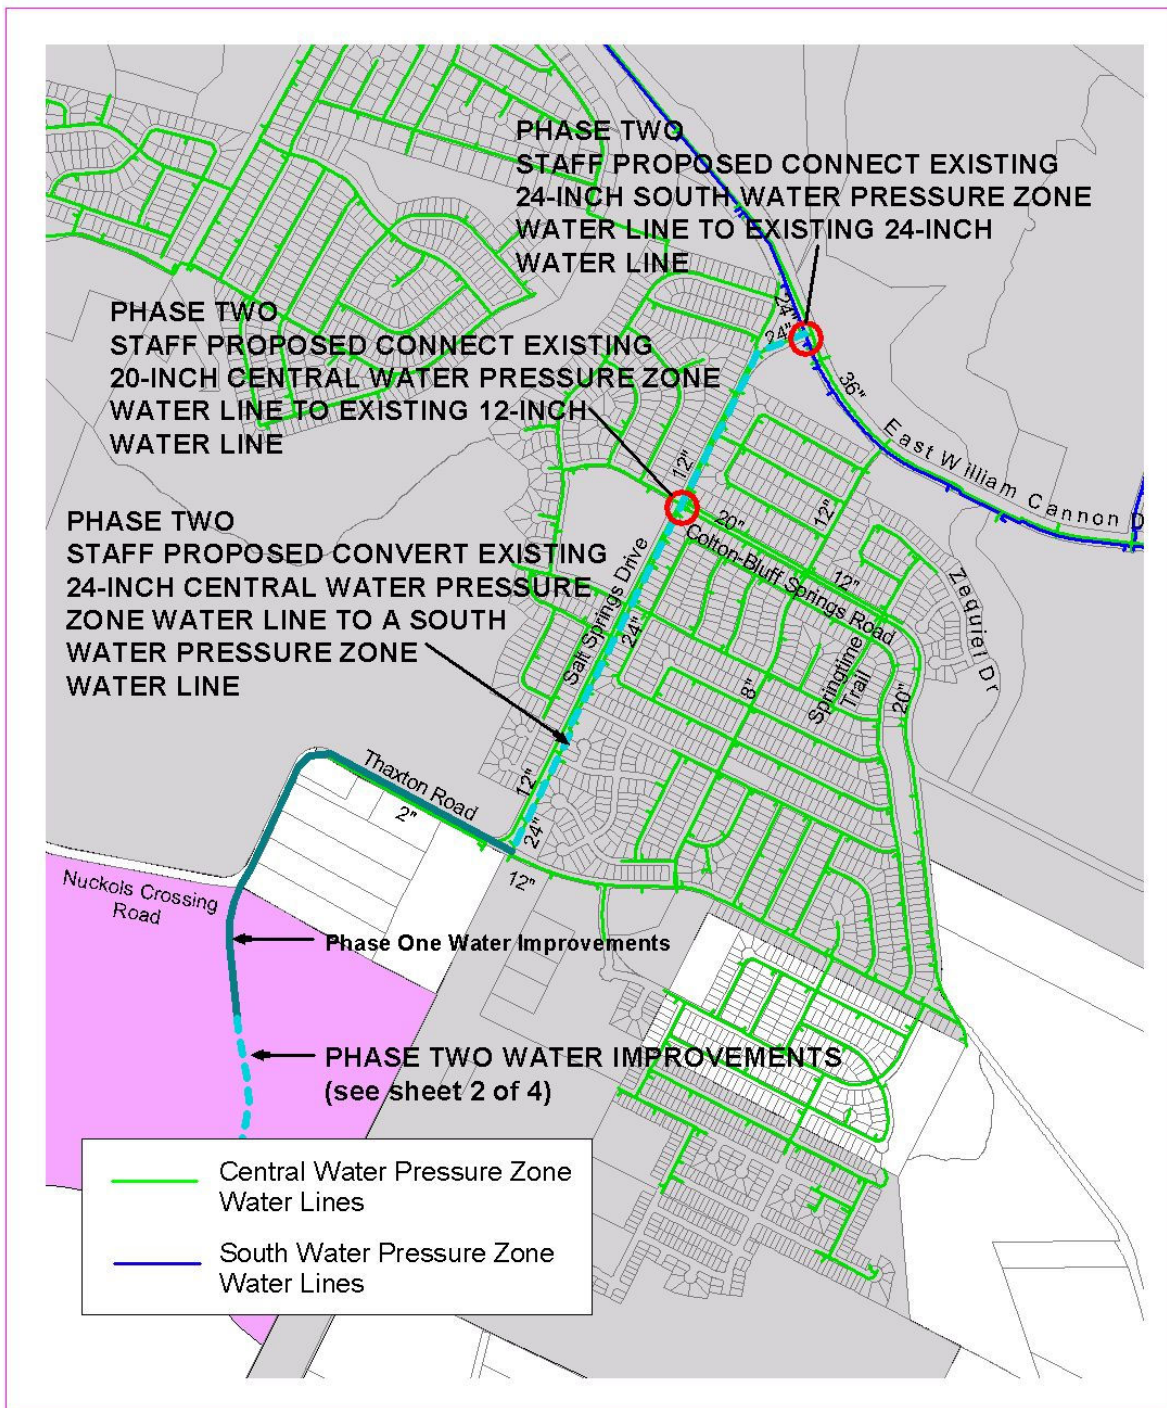 PHASE TWO
STAFF PROPOSED CONNECT EXISTING
24-INCH SOUTH WATER PRESSURE ZONE
WATER LINE TO EXISTING 24-INCH
WATER LINE
PHASE TWO
STAFF PROPOSED CONNECT EXISTING
20-INCH CENTRAL WATER PRESSURE ZONE
WATER LINE TO EXISTING 12-INCH
WATER LINE
PHASE TWO
STAFF PROPOSED CONVERT EXISTING
24-INCH CENTRAL WATER PRESSURE
ZONE WATER LINE TO A SOUTH
WATER PRESSURE ZONE
WATER LINE
24"
24"
36"
East William Cannon D
12"
20"
12"
12"
Cotton-Bluff Springs Road
Zequiel Dr
Salt Springs Drive
24"
8"
Springtime
Trail
20"
Thaxton Road
2"
12"
24"
12"
Nuckols Crossing
Road
Phase One Water Improvements
PHASE TWO WATER IMPROVEMENTS
(see sheet 2 of 4)
Central Water Pressure Zone
Water Lines
South Water Pressure Zone
Water Lines